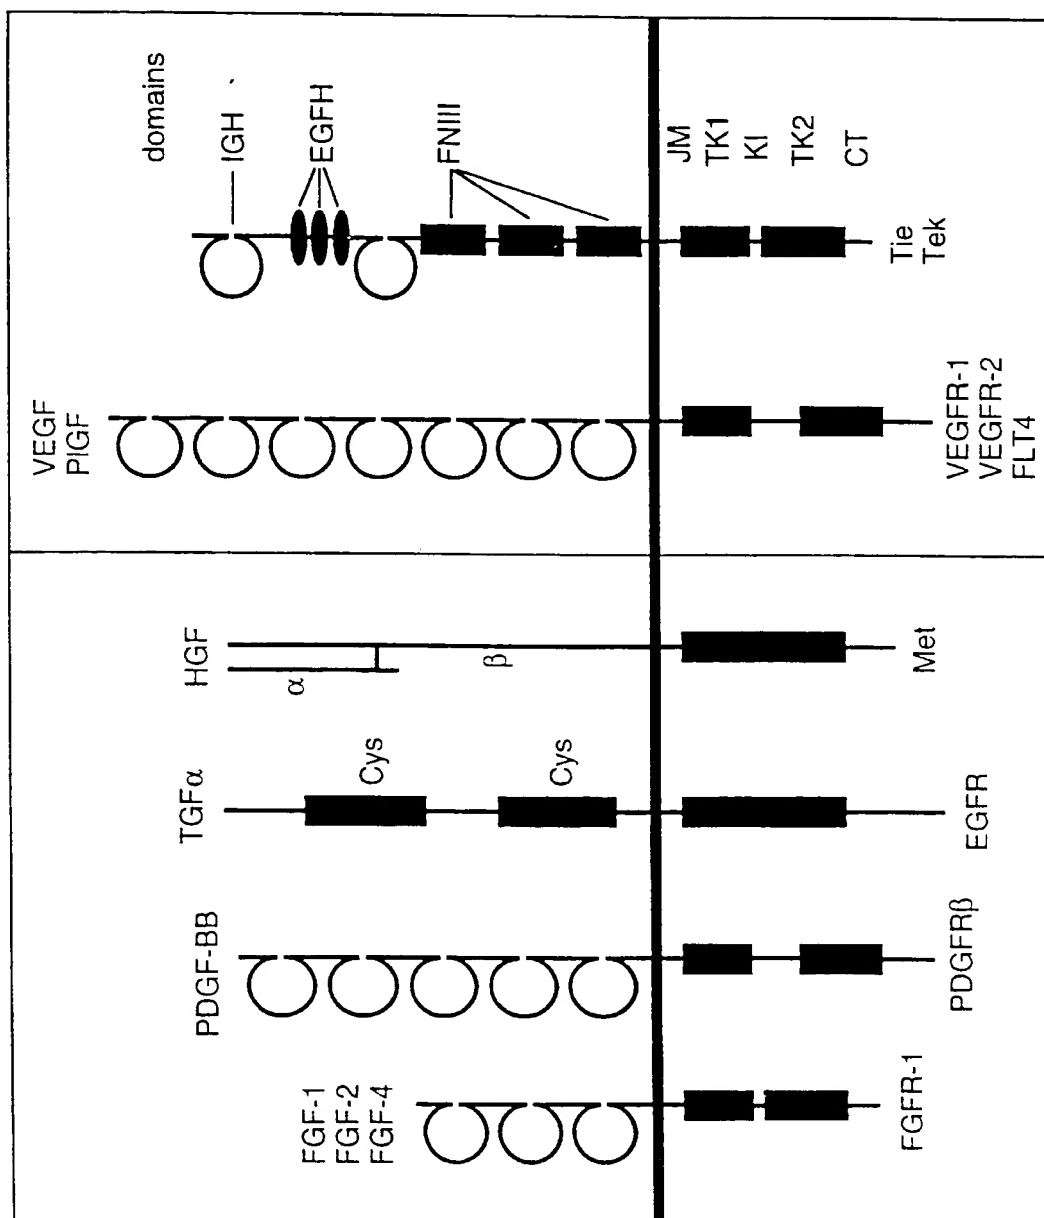 FGF-1
FGF-2
FGF-4
FGFR-1
PDGF-BB
PDGFRβ
TGFα
Cys
Cys
EGFR
HGF
α
β
Met
VEGF
PlGF
VEGFR-1
VEGFR-2
FLT4
Tie
Tek
domains
IGH
EGFH
FNIII
JM
TK1
KI
TK2
CT